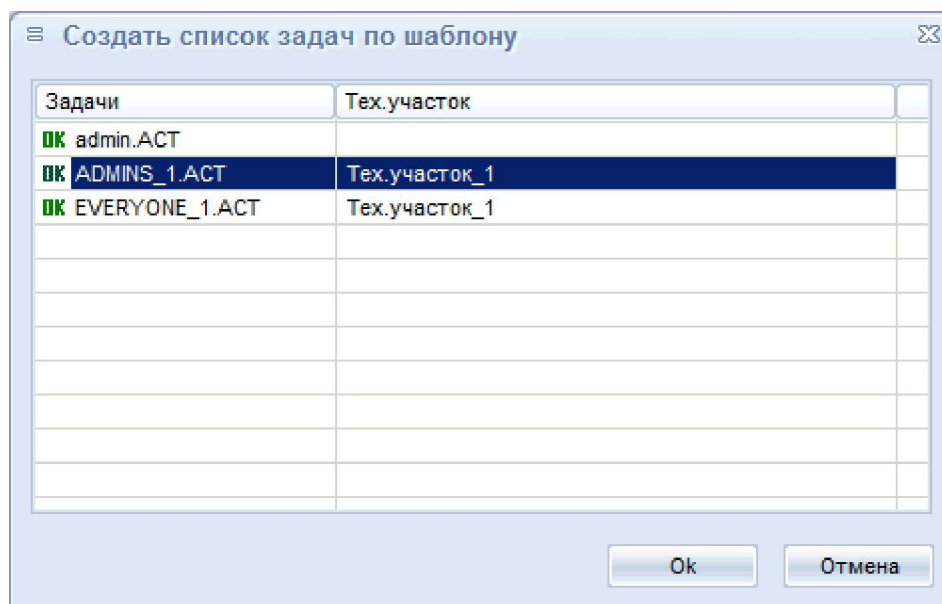 Создать список задач по шаблону
Задачи Тех.участок
OK admin.ACT
OK ADMINS_1.ACT Тех.участок_1
OK EVERYONE_1.ACT Тех.участок_1
Ok Отмена